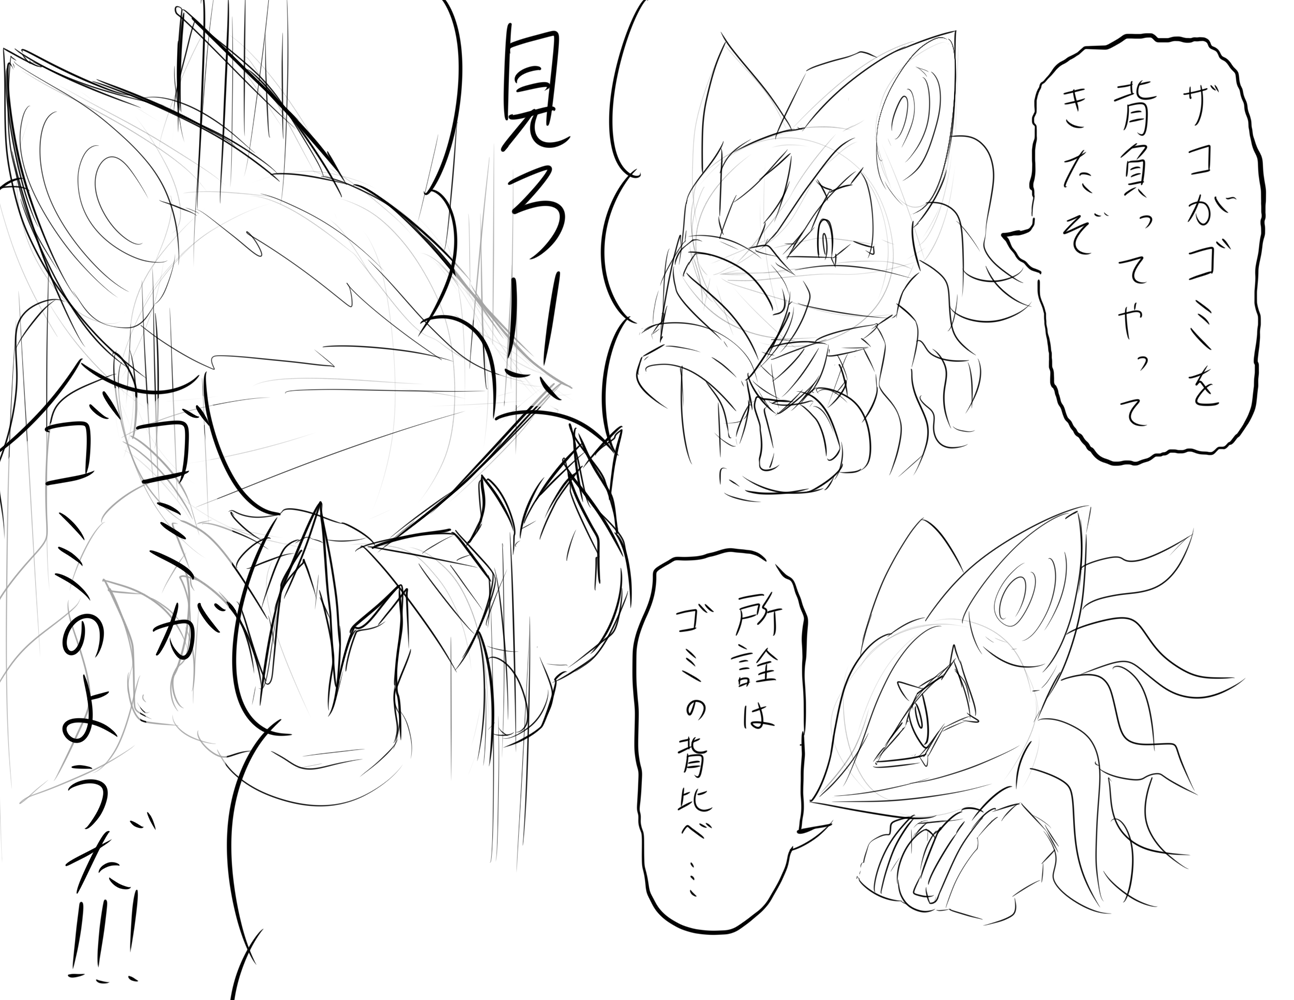 ザコがゴミを
背負ってやって
きたぞ
所詮は
ゴミの背比べ…
見ろ!!
ゴミが
ゴミのようだ!!!